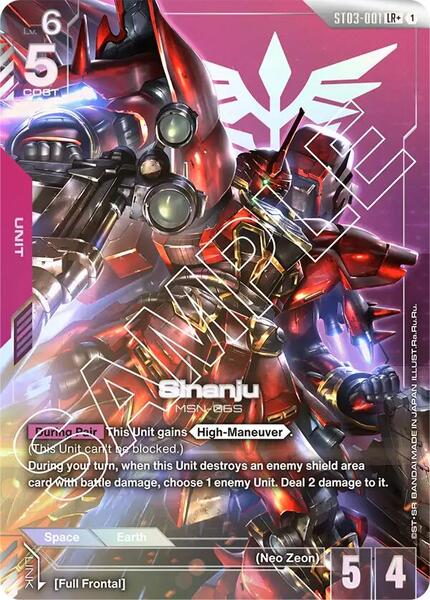 Lv. 6
5
COST
ST03-001 LR+ 1
UNIT
SAMPLE
Sinanju
MSN-06S
During Pair This Unit gains High-Maneuver.
(This Unit can't be blocked.)
During your turn, when this Unit destroys an enemy shield area
card with battle damage, choose 1 enemy Unit. Deal 2 damage to it.
Space Earth
(Neo Zeon)
LINK
[Full Frontal]
5 4
©ST・SR BANDAI MADE IN JAPAN ILLUST.Re.Ru.Ru.